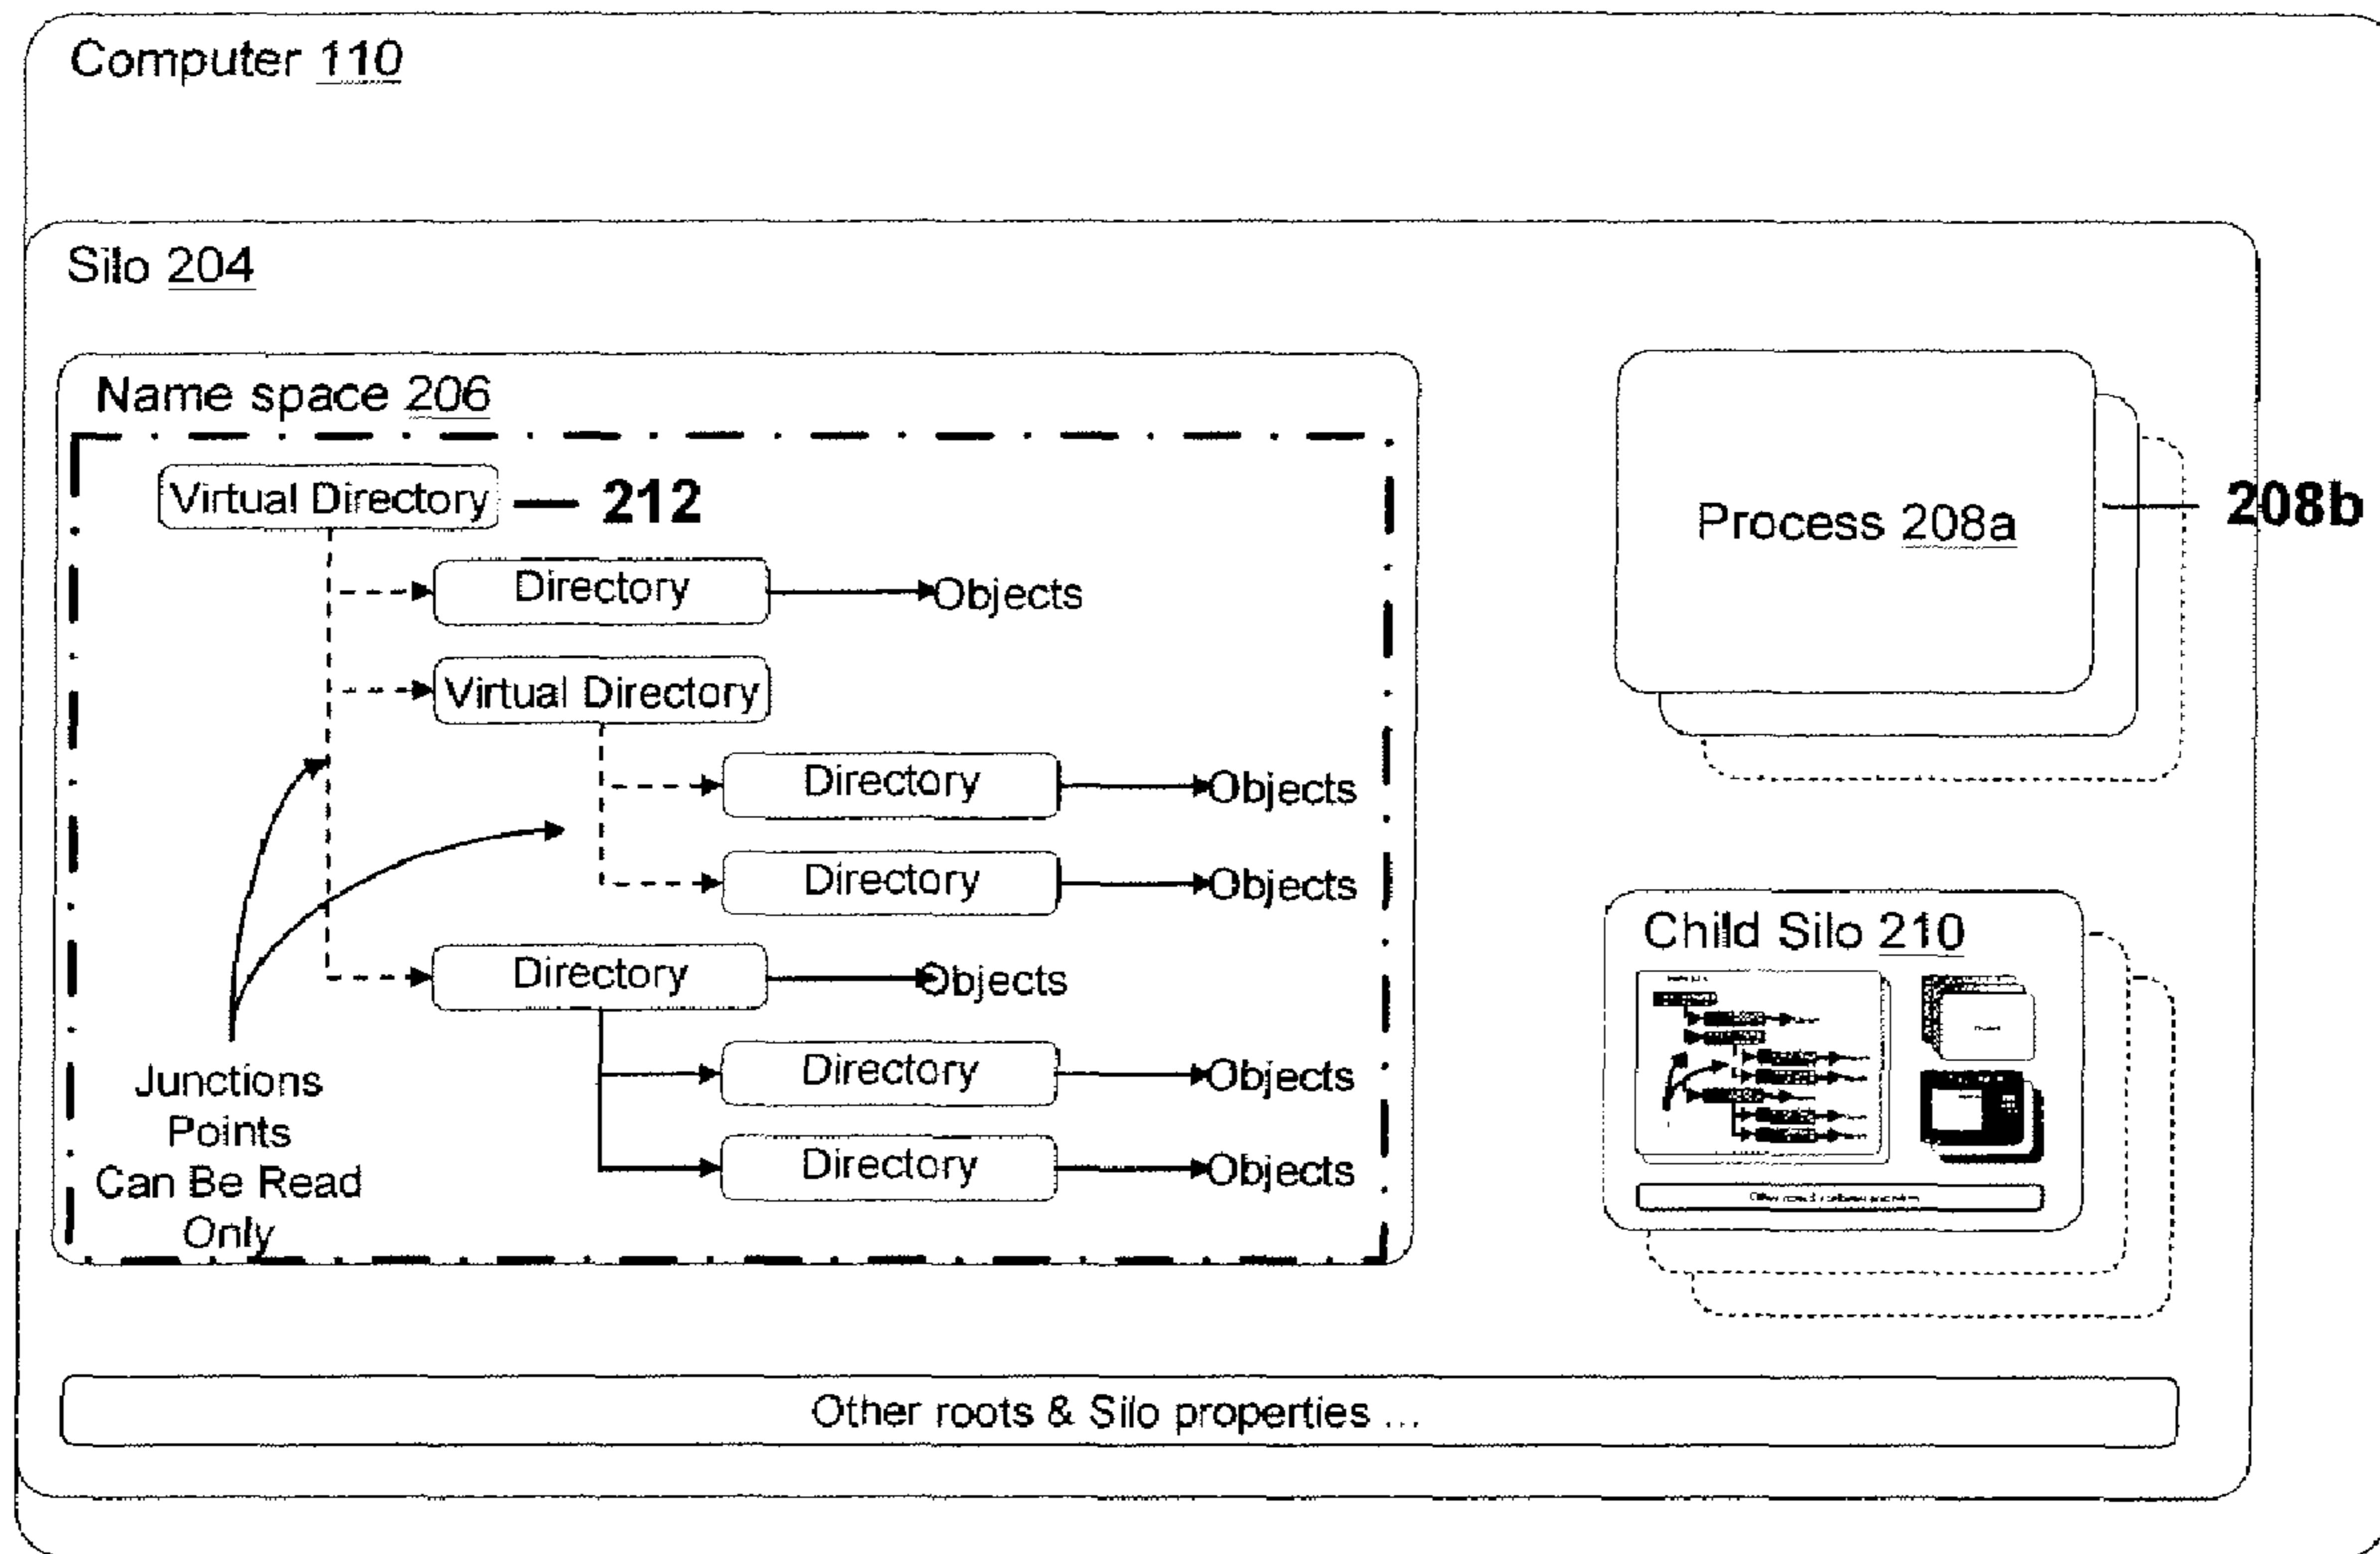 Computer 110
Silo 204
Name space 206
Virtual Directory 212
Directory Objects
Virtual Directory
Directory Objects
Directory Objects
Directory Objects
Directory Objects
Directory Objects
Junctions
Points
Can Be Read
Only
Process 208a
208b
Child Silo 210
Other roots & Silo properties ...